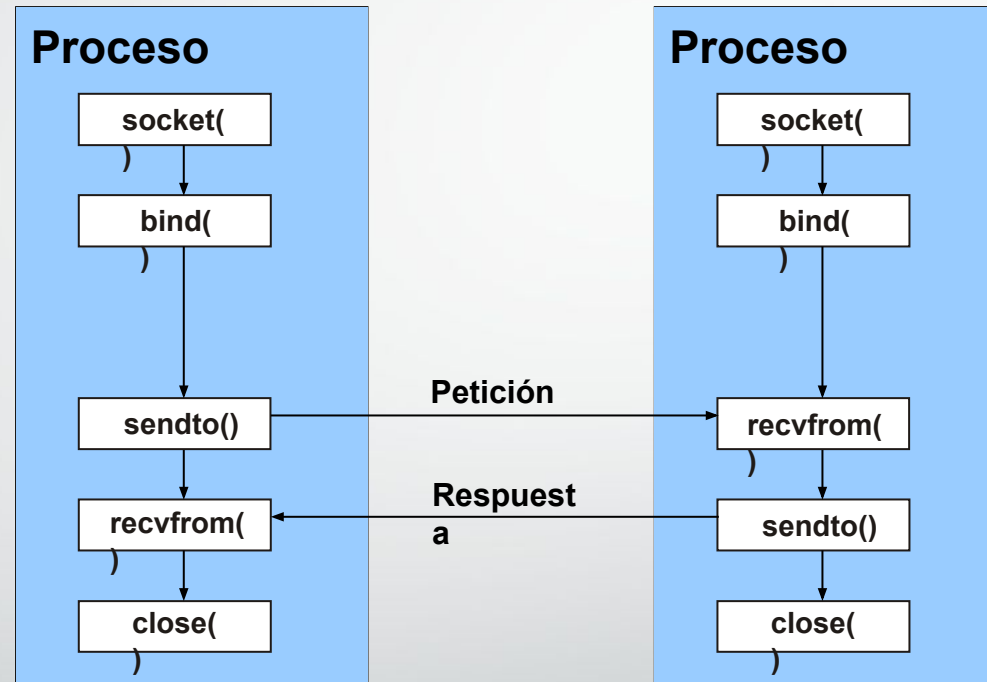 Proceso
socket(
)
bind(
)
sendto()
recvfrom(
)
close(
)
Petición
Respuest
a
Proceso
socket(
)
bind(
)
recvfrom(
)
sendto()
close(
)